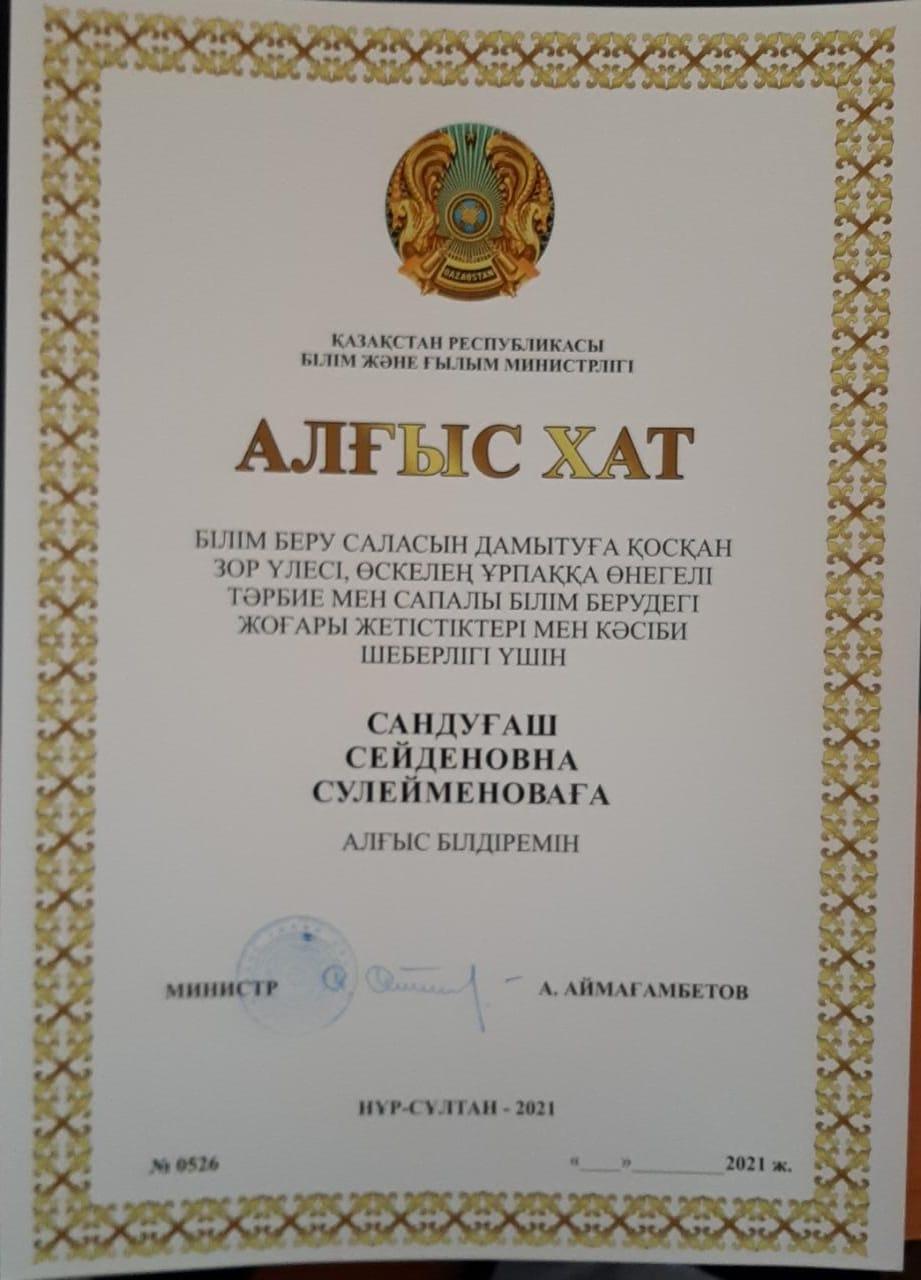 QAZAQSTAN
ҚАЗАҚСТАН РЕСПУБЛИКАСЫ
БІЛІМ ЖӘНЕ ҒЫЛЫМ МИНИСТРЛІГІ
АЛҒЫС ХАТ
БІЛІМ БЕРУ САЛАСЫН ДАМЫТУҒА ҚОСҚАН
ЗОР ҮЛЕСІ, ӨСКЕЛЕҢ ҰРПАҚҚА ӨНЕГЕЛІ
ТӘРБИЕ МЕН САПАЛЫ БІЛІМ БЕРУДЕГІ
ЖОҒАРЫ ЖЕТІСТІКТЕРІ МЕН КӘСІБИ
ШЕБЕРЛІГІ ҮШІН
САНДУҒАШ
СЕЙДЕНОВНА
СУЛЕЙМЕНОВАҒА
АЛҒЫС БІЛДІРЕМІН
МИНИСТР А. АЙМАҒАМБЕТОВ
НҰР-СҰЛТАН - 2021
№ 0526 «____»__________2021 ж.